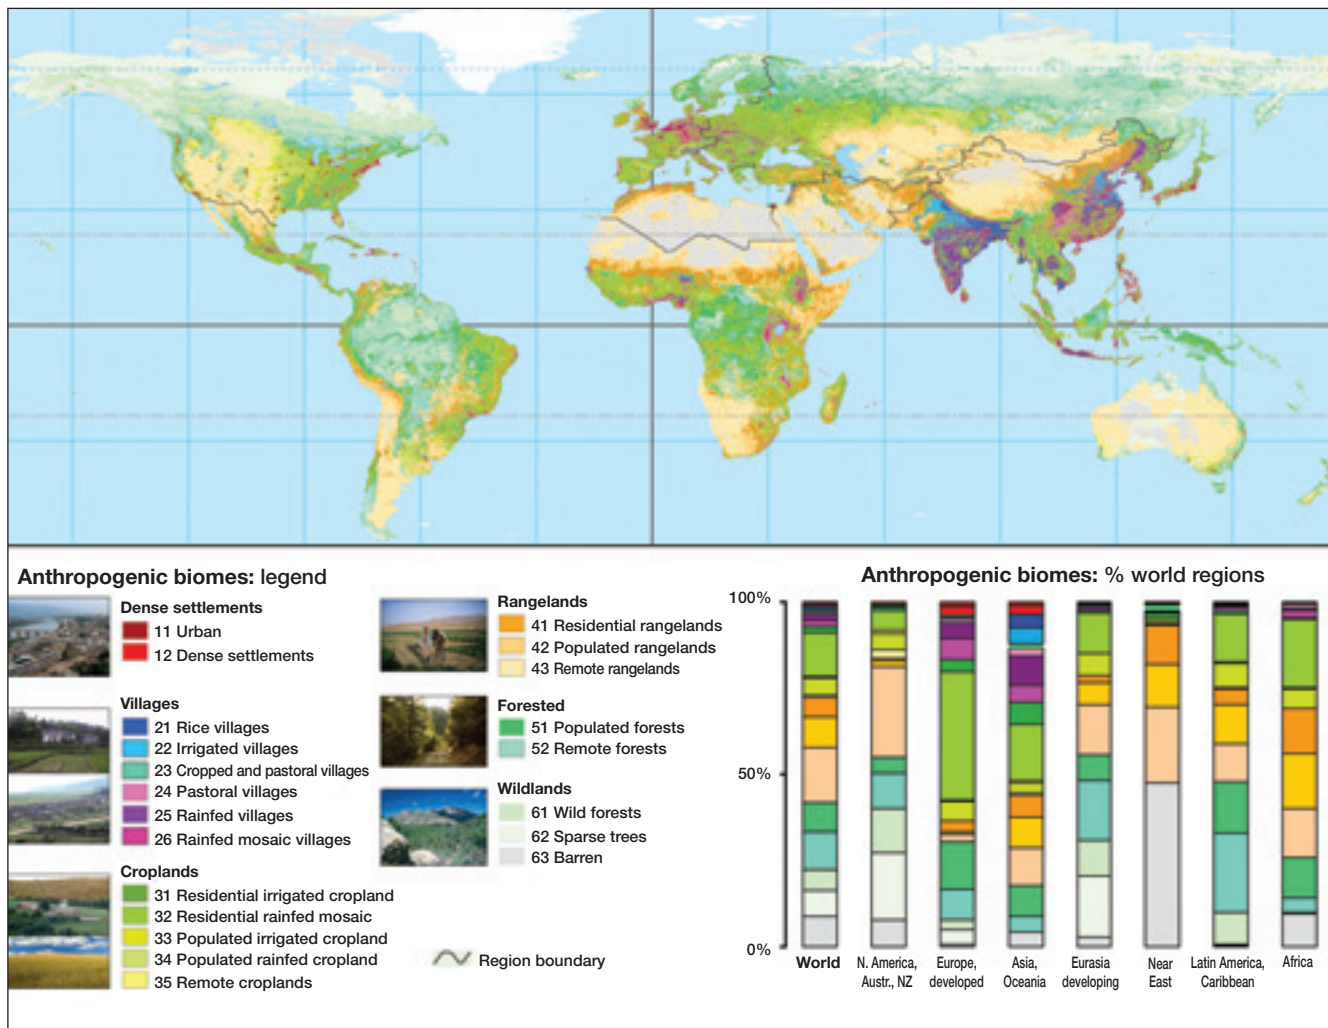 Anthropogenic biomes: legend
Dense settlements
11 Urban
12 Dense settlements
Villages
21 Rice villages
22 Irrigated villages
23 Cropped and pastoral villages
24 Pastoral villages
25 Rainfed villages
26 Rainfed mosaic villages
Croplands
31 Residential irrigated cropland
32 Residential rainfed mosaic
33 Populated irrigated cropland
34 Populated rainfed cropland
35 Remote croplands
Rangelands
41 Residential rangelands
42 Populated rangelands
43 Remote rangelands
Forested
51 Populated forests
52 Remote forests
Wildlands
61 Wild forests
62 Sparse trees
63 Barren
Region boundary
Anthropogenic biomes: % world regions
100%
50%
0%
World
N. America,
Austr., NZ
Europe,
developed
Asia,
Oceania
Eurasia
developing
Near
East
Latin America,
Caribbean
Africa